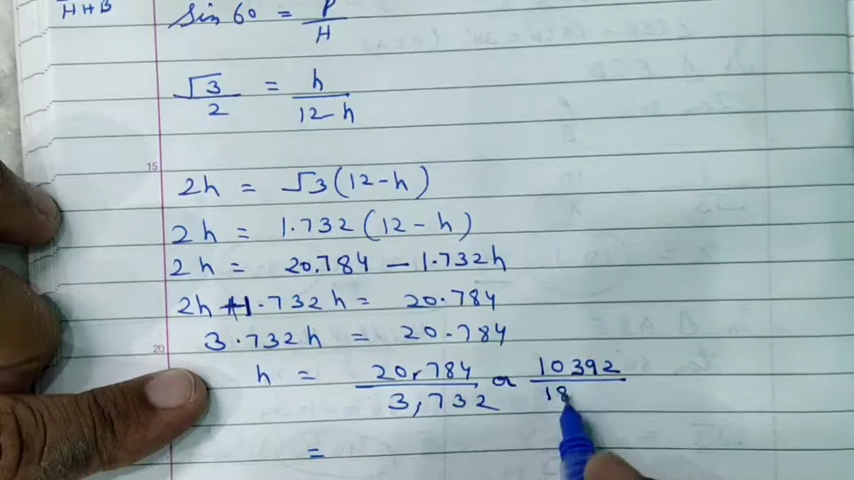 H+B
Sin 60 = P/H
√3/2 = h/12-h
15
2h = √3(12-h)
2h = 1.732(12-h)
2h = 20.784 - 1.732h
2h+1.732h = 20.784
3.732h = 20.784
20
h = 20.784/3.732 or 10392/18
=